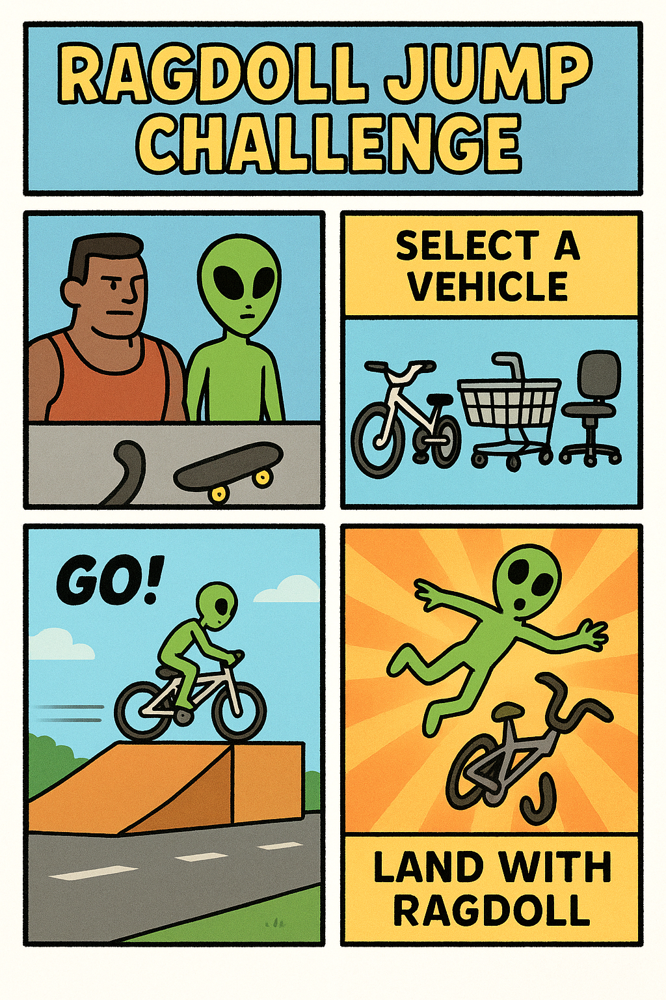 RAGDOLL JUMP
CHALLENGE
SELECT A
VEHICLE
GO!
LAND WITH
RAGDOLL